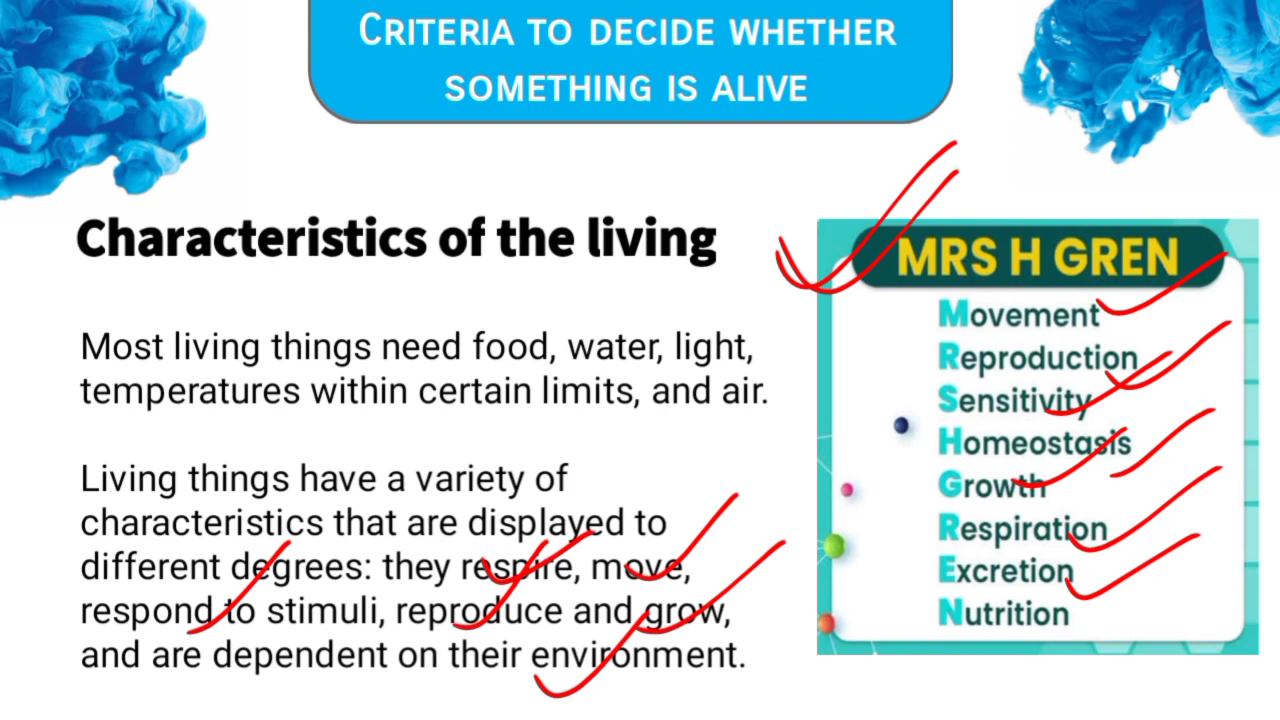 CRITERIA TO DECIDE WHETHER
SOMETHING IS ALIVE
Characteristics of the living
Most living things need food, water, light,
temperatures within certain limits, and air.
Living things have a variety of
characteristics that are displayed to
different degrees: they respire, move,
respond to stimuli, reproduce and grow,
and are dependent on their environment.
MRS H GREN
Movement
Reproduction
Sensitivity
Homeostasis
Growth
Respiration
Excretion
Nutrition